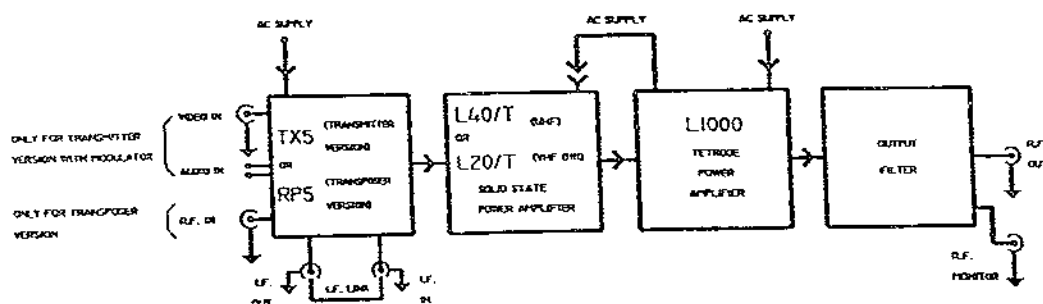 AC SUPPLY
AC SUPPLY
AC SUPPLY
ONLY FOR TRANSMITTER
VERSION WITH MODULATOR
VIDEO IN
AUDIO IN
ONLY FOR TRANSPOSER
VERSION
R.F. IN
TX5 (TRANSMITTER
VERSION)
OR
RP5 (TRANSPOSER
VERSION)
I.F.
OUT
I.F. LINK
I.F.
IN
L40/T (UHF)
OR
L20/T (VHF BIII)
SOLID STATE
POWER AMPLIFIER
L1000
TETRODE
POWER
AMPLIFIER
OUTPUT
FILTER
R.F.
OUT
R.F.
MONITOR